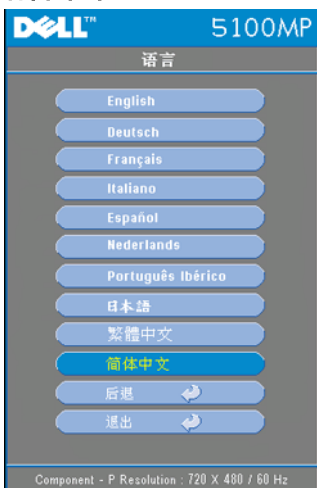 DELL™ 5100MP
语言
English
Deutsch
Français
Italiano
Español
Nederlands
Português Ibérico
日本語
繁體中文
简体中文
后退
退出
Component - P Resolution : 720 X 480 / 60 Hz